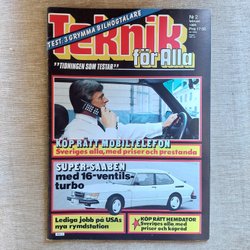 TEST: 3 GRYMMA BILHÖGTALARE
Teknik
för Alla
Nr 2
"TIDNINGEN SOM TESTAR"
KÖP RÄTT MOBILTELEFON
Sveriges alla, med priser och prestanda
SUPER-SAABEN
med 16-ventils-
turbo
Lediga jobb på USAs
nya rymdstation
KÖP RÄTT HEMDATOR
Sveriges alla med
priser och köpråd